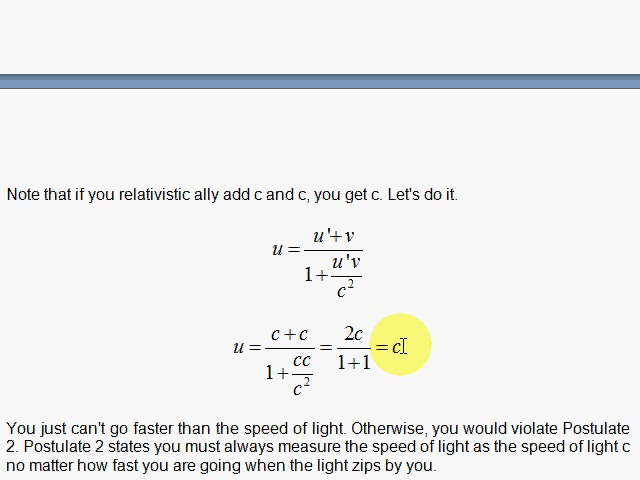 Note that if you relativistic ally add c and c, you get c. Let's do it.
u = (u'+v) / (1 + u'v/c²)
u = (c+c) / (1 + cc/c²) = 2c / (1+1) = c
You just can't go faster than the speed of light. Otherwise, you would violate Postulate
2. Postulate 2 states you must always measure the speed of light as the speed of light c
no matter how fast you are going when the light zips by you.